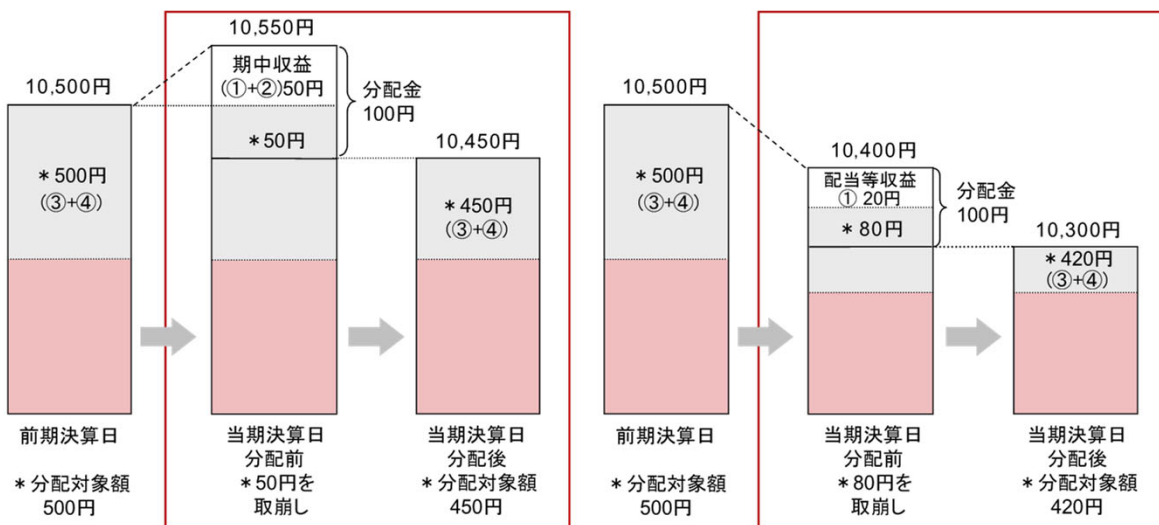 10,500円
＊500円
(③+④)
前期決算日
＊分配対象額
500円
10,550円
期中収益
(①+②)50円
＊50円
分配金
100円
当期決算日
分配前
＊50円を
取崩し
10,450円
＊450円
(③+④)
当期決算日
分配後
＊分配対象額
450円
10,500円
＊500円
(③+④)
前期決算日
＊分配対象額
500円
10,400円
配当等収益
① 20円
＊80円
分配金
100円
当期決算日
分配前
＊80円を
取崩し
10,300円
＊420円
(③+④)
当期決算日
分配後
＊分配対象額
420円